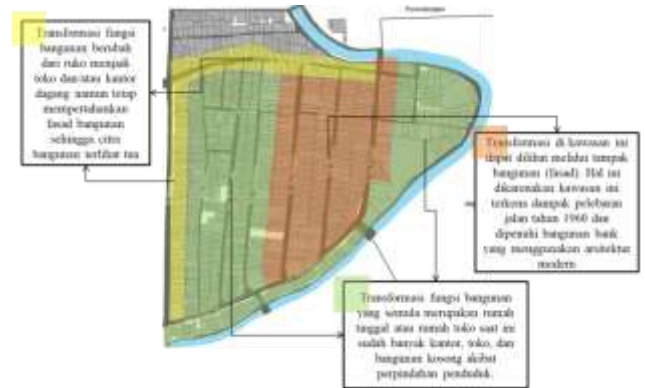 Transformasi fungsi
bangunan berubah
dari ruko menjadi
toko dan/atau kantor
dagang namun tetap
mempertahankan
fasad bangunan
sehingga citra
bangunan terlihat tua
Transformasi di kawasan ini
dapat dilihat melalui tampak
bangunan (fasad). Hal ini
dikarenakan kawasan ini
terkena dampak pelebaran
jalan tahun 1960 dan
dipenuhi bangunan bank
yang menggunakan arsitektur
modern
Transformasi fungsi bangunan
yang semula merupakan rumah
tinggal atau rumah toko saat ini
sudah banyak kantor, toko, dan
bangunan kosong akibat
perpindahan penduduk.